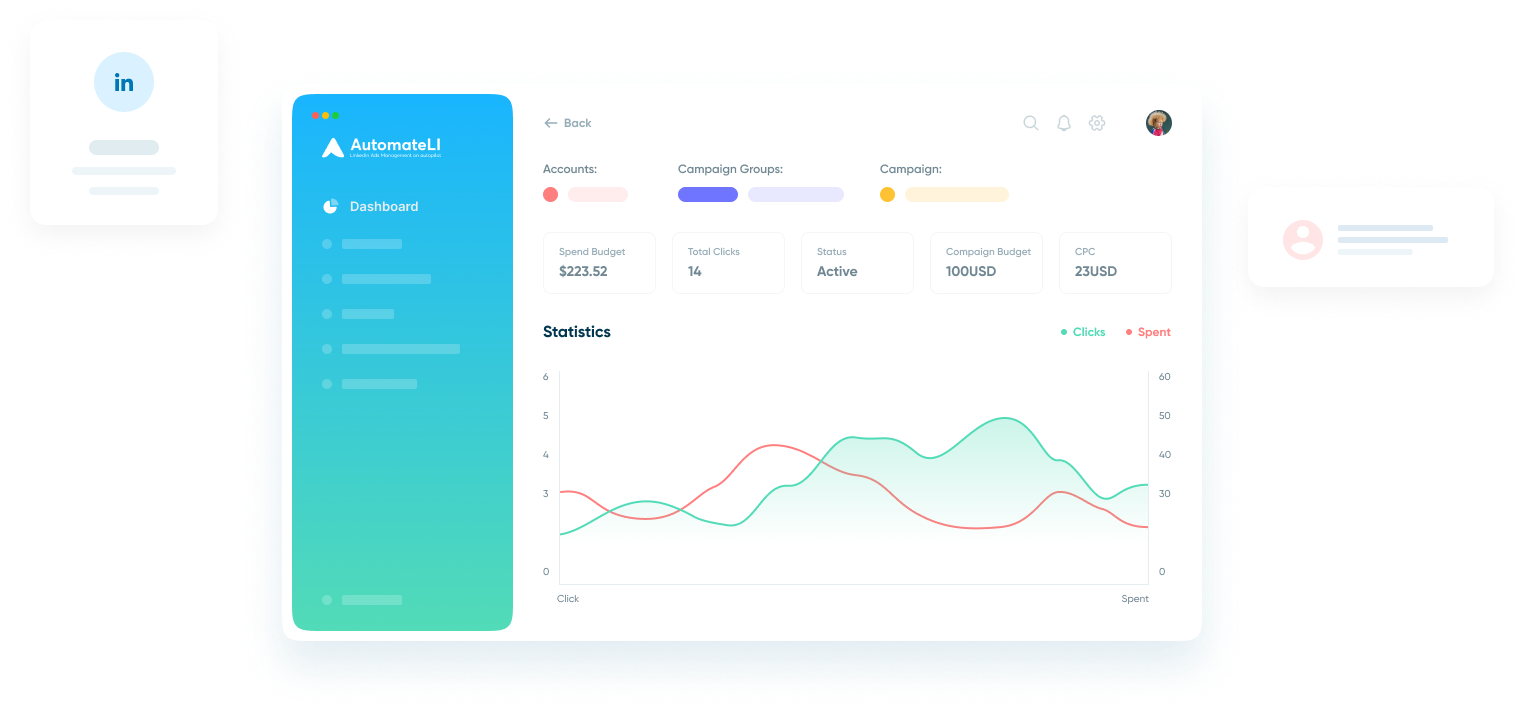 in
AutomateLI
LinkedIn Ads Management on autopilot
Dashboard
Back
Accounts:
Campaign Groups:
Campaign:
Spend Budget
$223.52
Total Clicks
14
Status
Active
Compaign Budget
100USD
CPC
23USD
Statistics
Clicks
Spent
6
5
4
3
0
60
50
40
30
0
Click
Spent